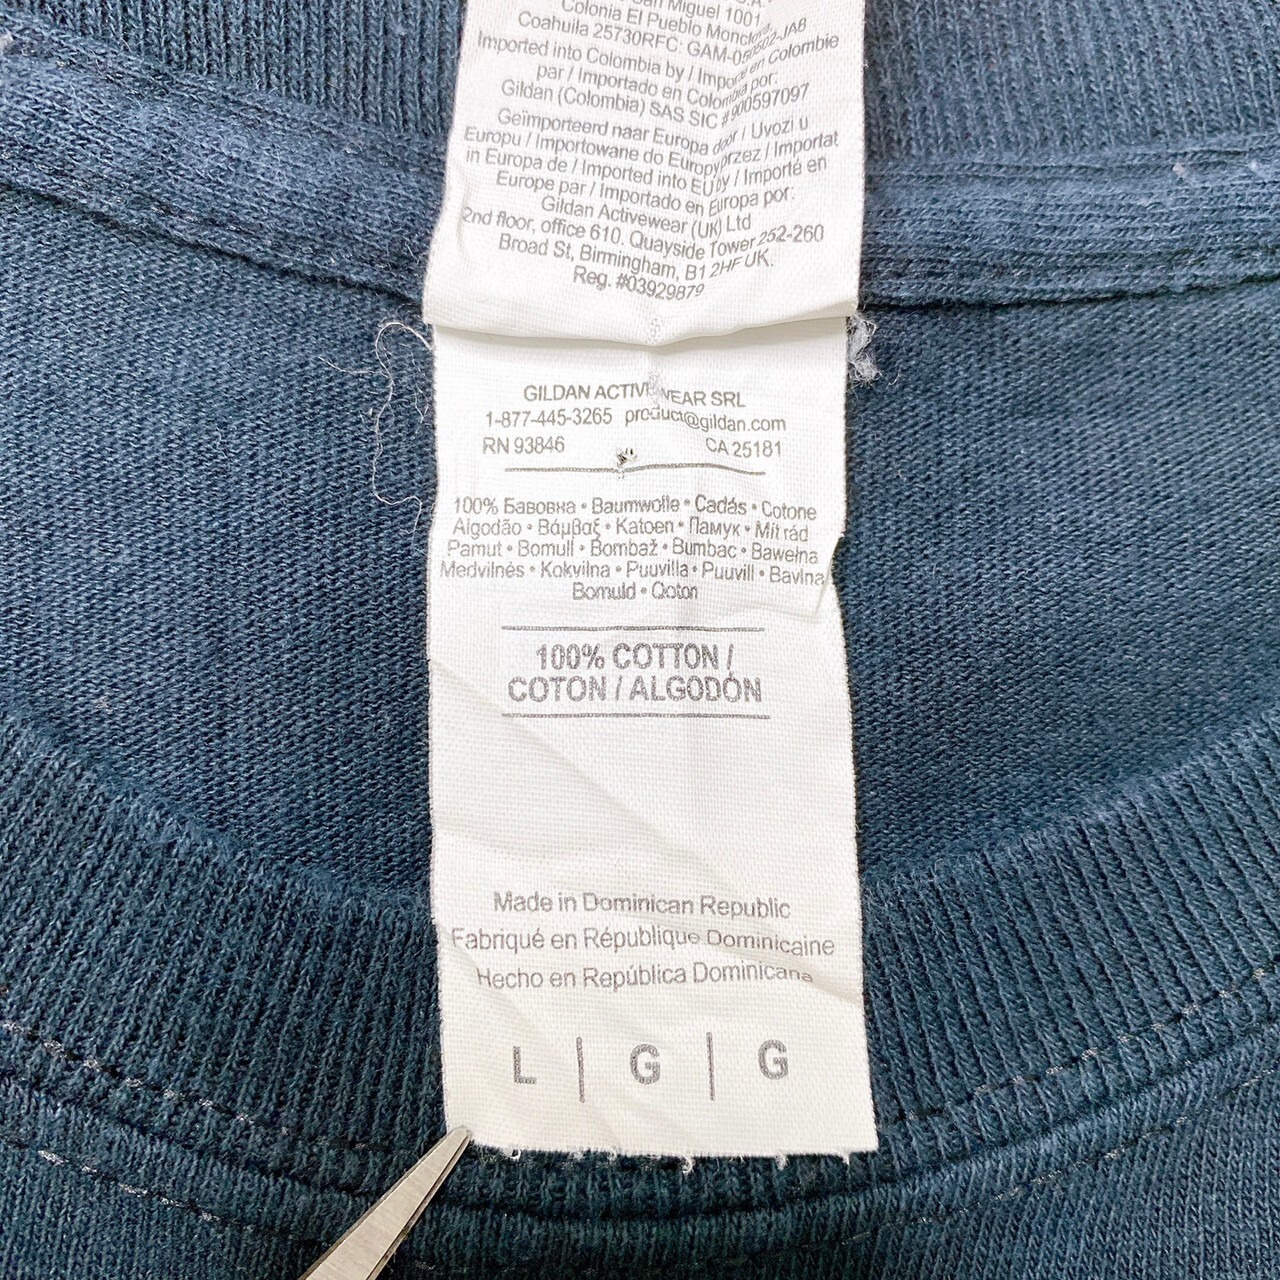 San Miguel 1001
Colonia El Pueblo Monclova,
Coahuila 25730RFC: GAM-050502-JA8
Imported into Colombia by / Importé en Colombie
par / Importado en Colombia por:
Gildan (Colombia) SAS SIC # 900597097
Geïmporteerd naar Europa door / Uvozi u
Europu / Importowane do Europy przez / Importat
in Europa de / Imported into EU by / Importé en
Europe par / Importado en Europa por:
Gildan Activewear (UK) Ltd
2nd floor, office 610. Quayside Tower 252-260
Broad St, Birmingham, B1 2HF UK.
Reg. #03929879
GILDAN ACTIVEWEAR SRL
1-877-445-3265 product@gildan.com
RN 93846 CA 25181
100% Бавовна • Baumwolle • Cadás • Cotone
Algodão • Βάμβαξ • Katoen • Памук • Mit rád
Pamut • Bomull • Bombaž • Bumbac • Bawełna
Medvilnės • Kokvilna • Puuvilla • Puuvill • Bavlna
Bomuld • Qoton
100% COTTON /
COTON / ALGODÓN
Made in Dominican Republic
Fabriqué en République Dominicaine
Hecho en República Dominicana
L | G | G